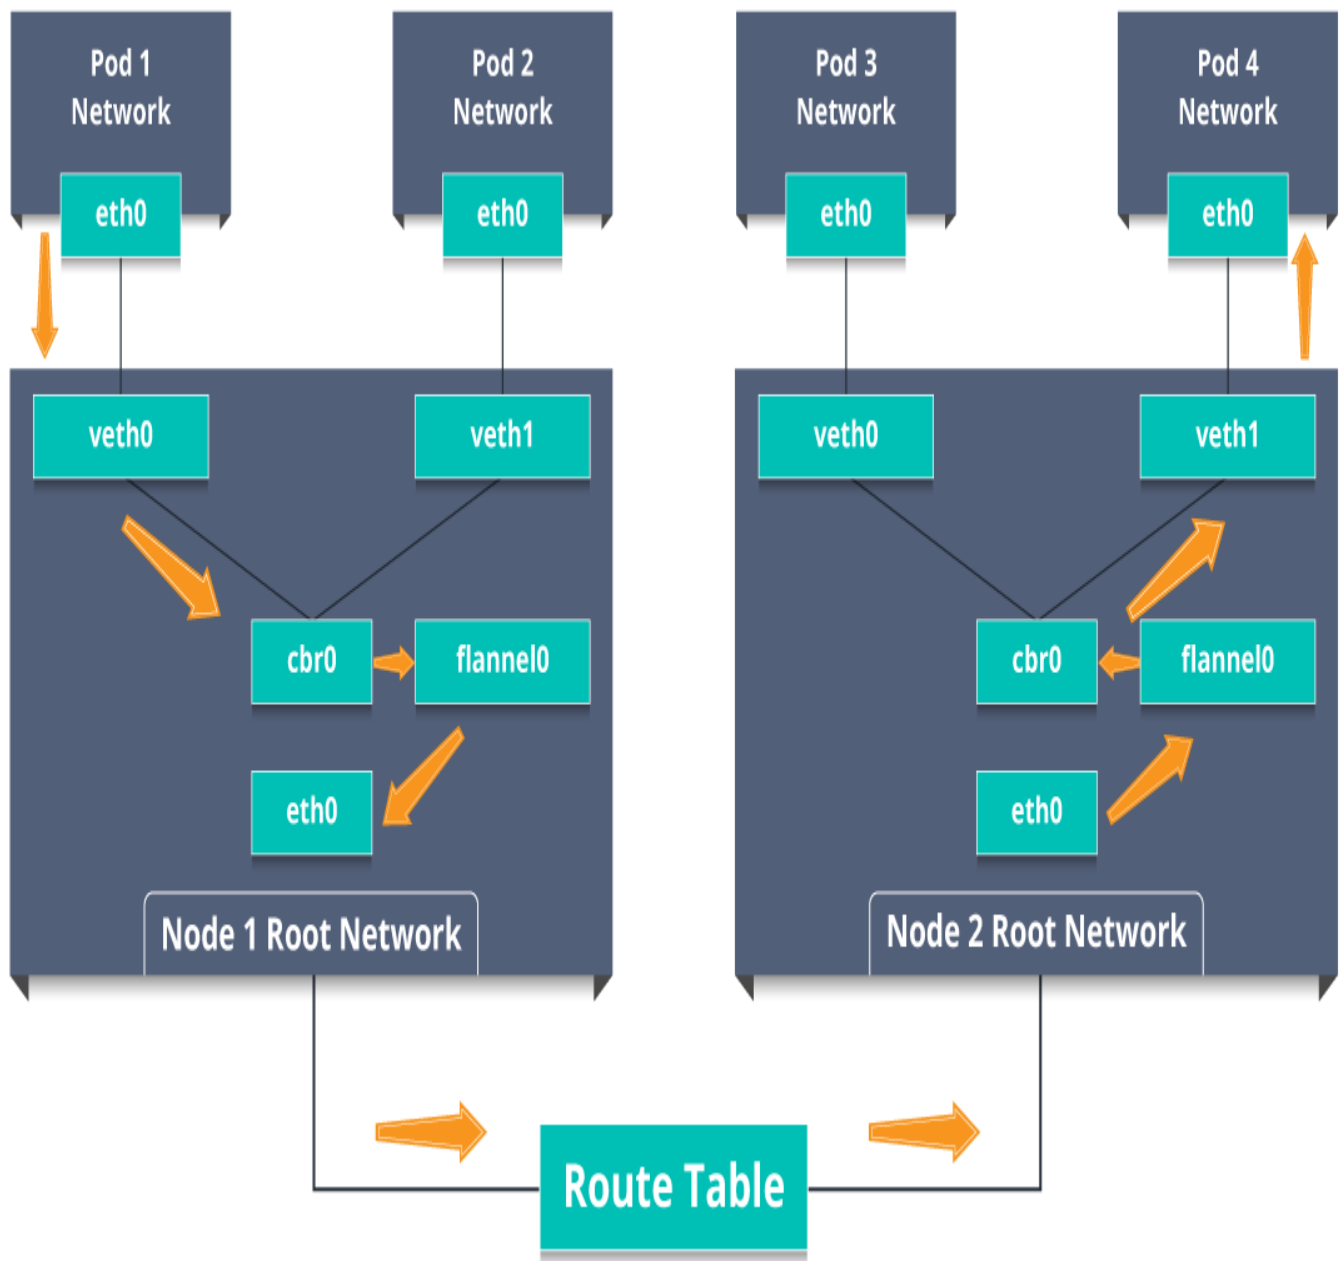 Pod 1
Network
eth0
Pod 2
Network
eth0
Pod 3
Network
eth0
Pod 4
Network
eth0
veth0
veth1
cbr0
flannel0
eth0
Node 1 Root Network
veth0
veth1
cbr0
flannel0
eth0
Node 2 Root Network
Route Table